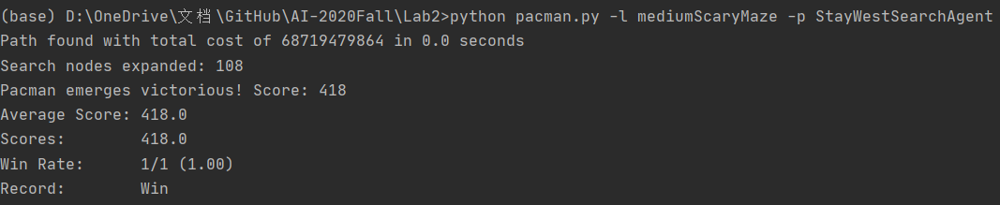 (base) D:\OneDrive\文档\GitHub\AI-2020Fall\Lab2>python pacman.py -l mediumScaryMaze -p StayWestSearchAgent
Path found with total cost of 68719479864 in 0.0 seconds
Search nodes expanded: 108
Pacman emerges victorious! Score: 418
Average Score: 418.0
Scores:        418.0
Win Rate:      1/1 (1.00)
Record:        Win